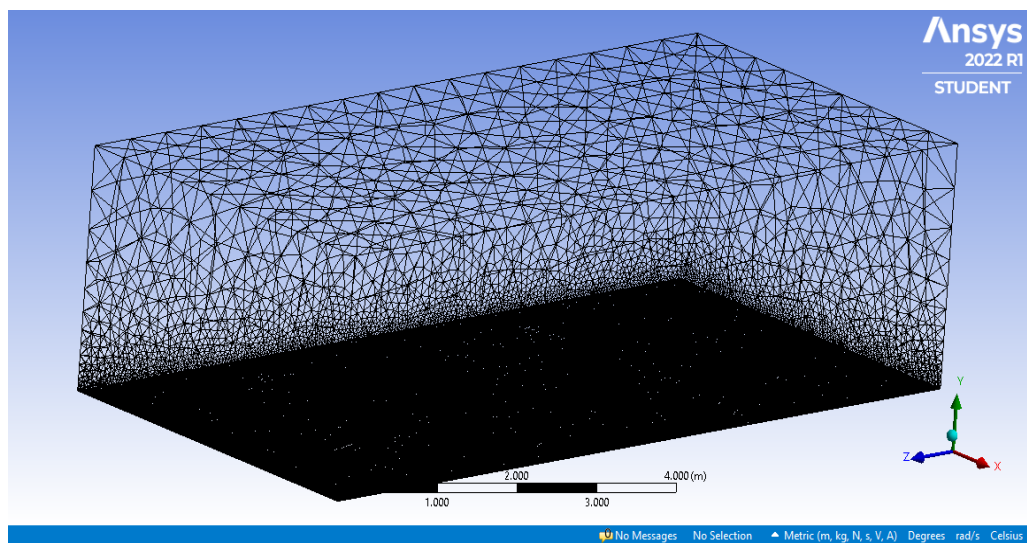 Ansys
2022 R1
STUDENT
Y
Z
X
2.000 4.000 (m)
1.000 3.000
0 No Messages No Selection Metric (m, kg, N, s, V, A) Degrees rad/s Celsius